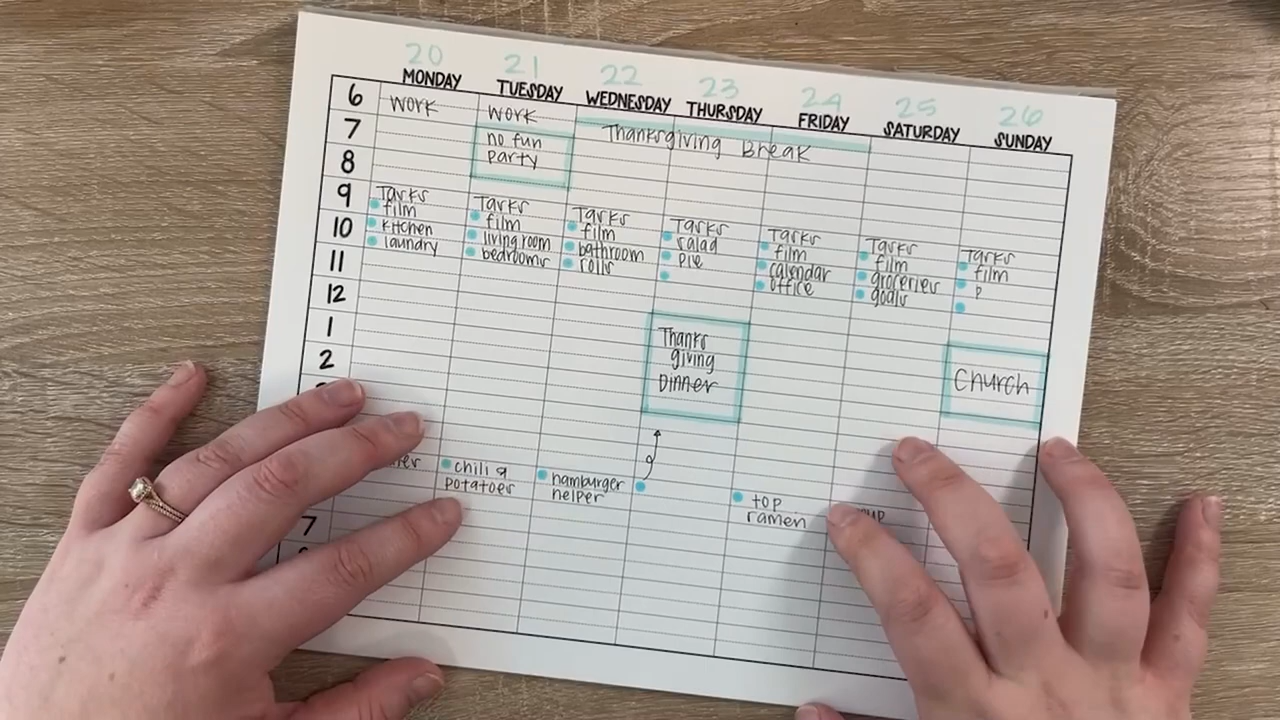 20 21 22 23 24 25 26
MONDAY TUESDAY WEDNESDAY THURSDAY FRIDAY SATURDAY SUNDAY
6 work work
7 Thanksgiving Break
no fun
party
8
9
10
11
12
1
2
7
Tasks
film
kitchen
laundry
Tasks
film
living room
bedrooms
Tasks
film
bathroom
rolls
Tasks
salad
pie
Tasks
film
calendar
office
Tasks
film
groceries
goals
Tasks
film
p
Thanks
giving
Dinner
Church
chili &
potatoes
hamburger
helper
top
ramen